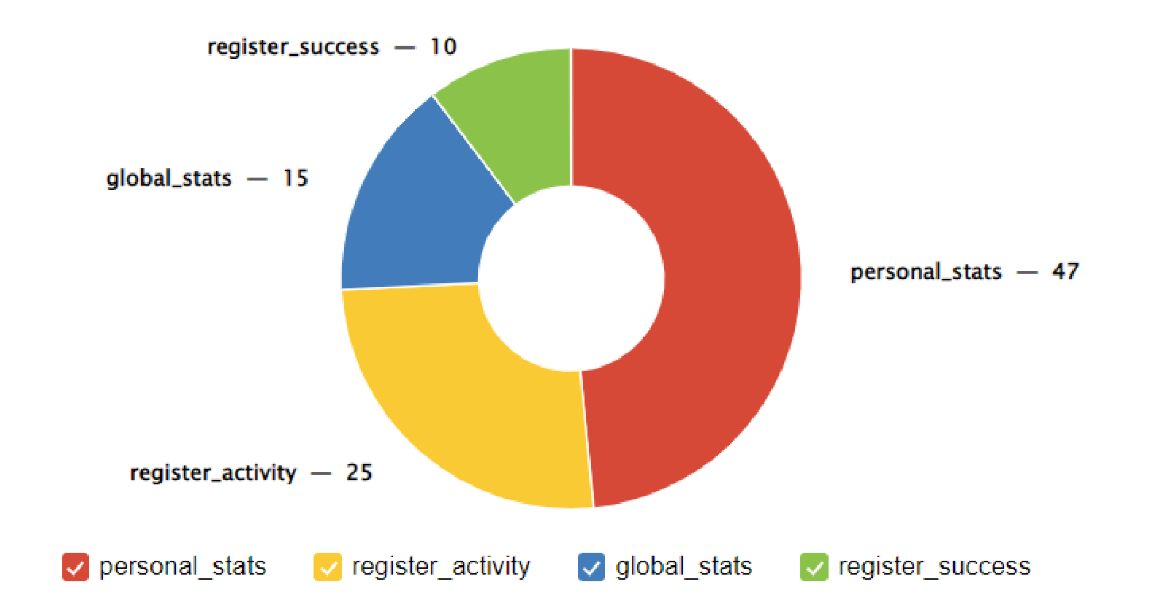 register_success — 10
global_stats — 15
personal_stats — 47
register_activity — 25
personal_stats register_activity global_stats register_success